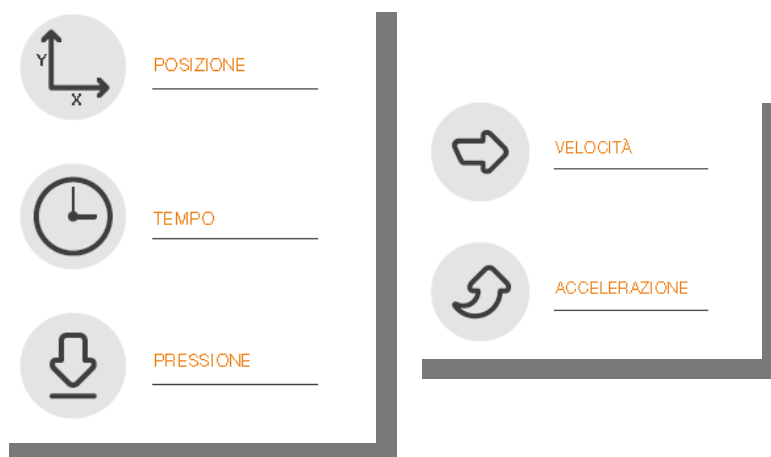 Y
X
POSIZIONE
TEMPO
PRESSIONE
VELOCITÀ
ACCELERAZIONE